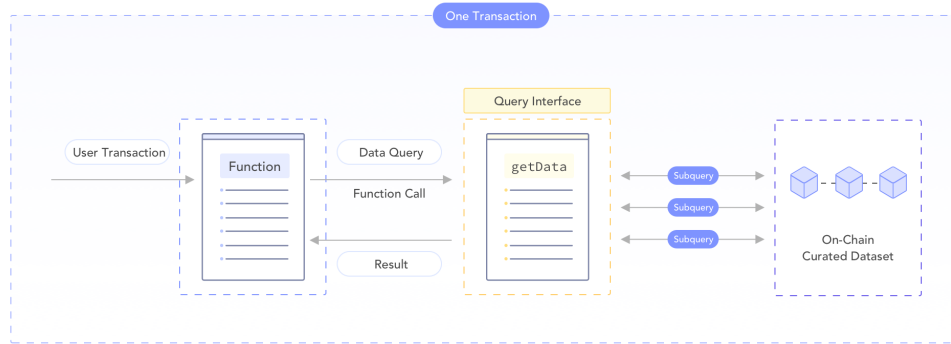 One Transaction
Query Interface
User Transaction
Function
Data Query
Function Call
Result
getData
Subquery
Subquery
Subquery
On-Chain
Curated Dataset